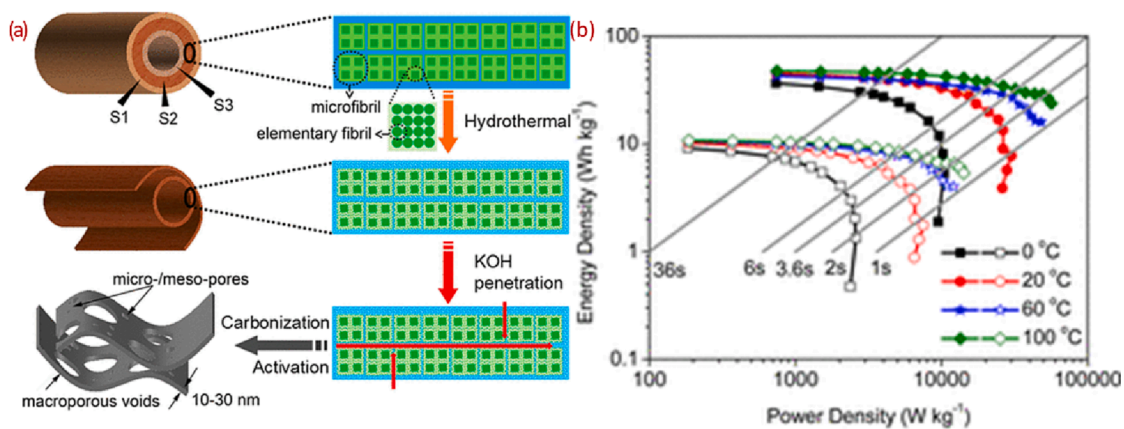 (a)
S1
S2
S3
microfibril
elementary fibril
Hydrothermal
KOH
penetration
micro-/meso-pores
Carbonization
Activation
macroporous voids
10-30 nm
(b)
Energy Density (Wh kg⁻¹)
100
10
1
0.1
36s
6s
3.6s
2s
1s
0 °C
20 °C
60 °C
100 °C
100
1000
10000
100000
Power Density (W kg⁻¹)